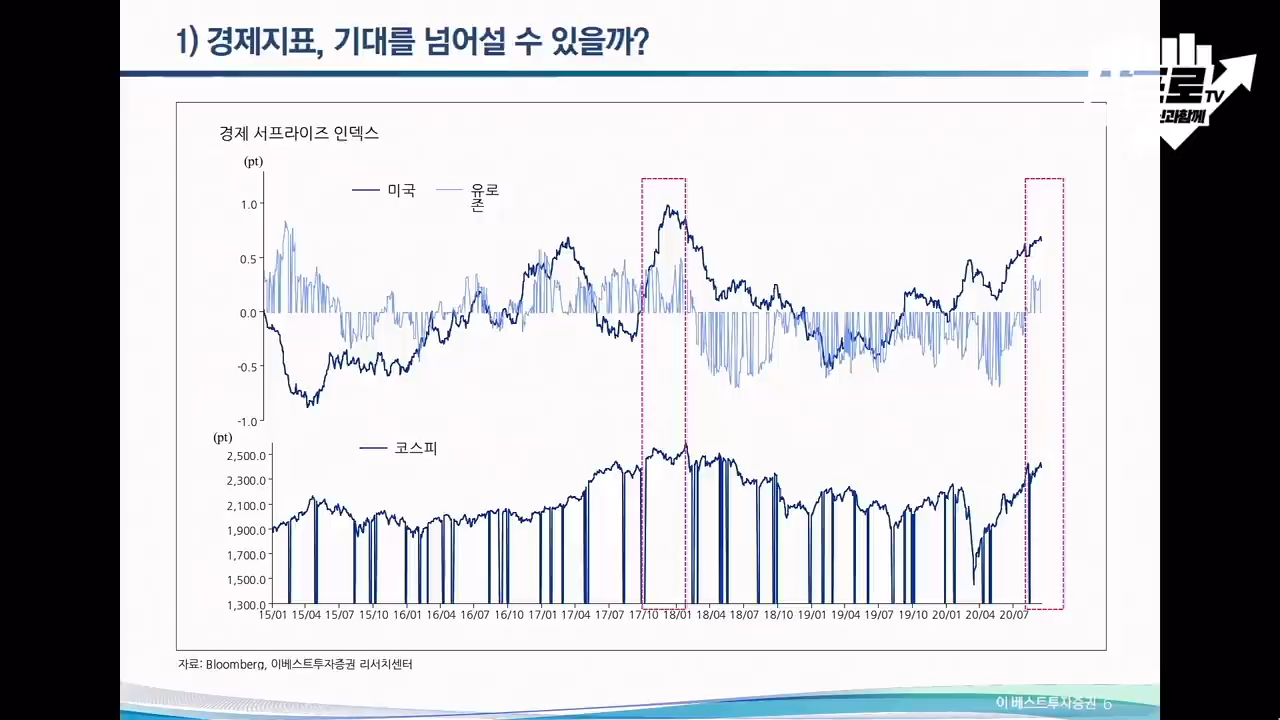 1) 경제지표, 기대를 넘어설 수 있을까?
TV
과함께
경제 서프라이즈 인덱스
(pt)
미국
유로
존
1.0
0.5
0.0
-0.5
-1.0
(pt)
코스피
2,500.0
2,300.0
2,100.0
1,900.0
1,700.0
1,500.0
1,300.0
15/01 15/04 15/07 15/10 16/01 16/04 16/07 16/10 17/01 17/04 17/07 17/10 18/01 18/04 18/07 18/10 19/01 19/04 19/07 19/10 20/01 20/04 20/07
자료: Bloomberg, 이베스트투자증권 리서치센터
이베스트투자증권 6